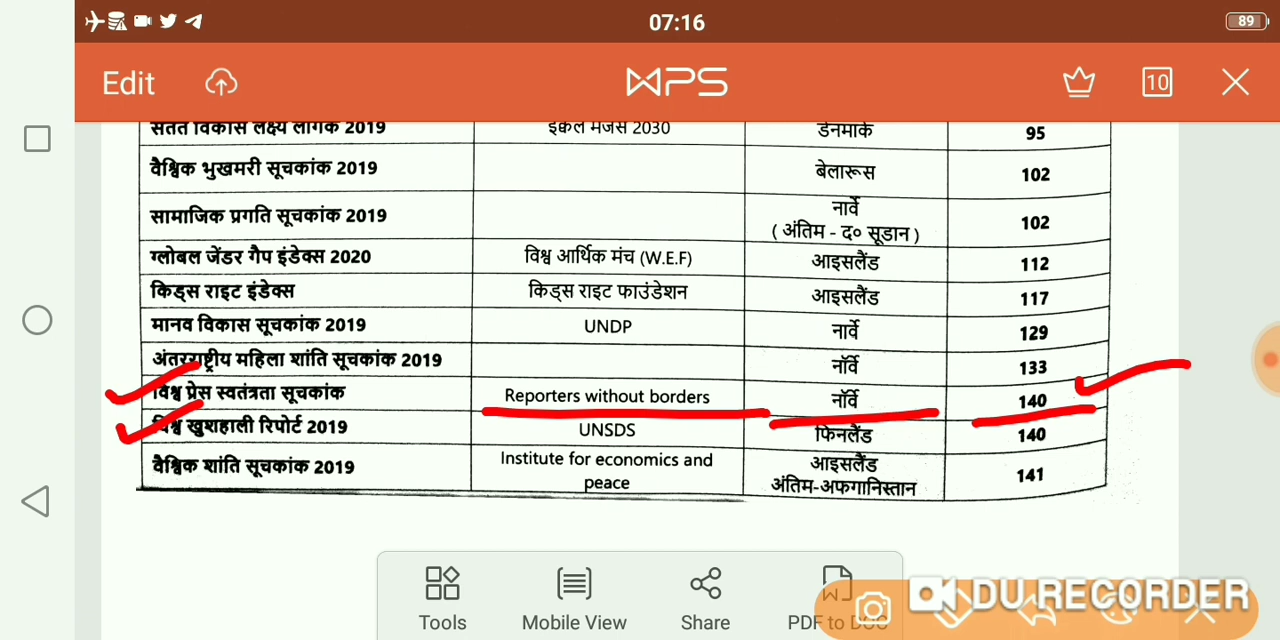 07:16
89
Edit
WPS
10
सतत विकास लक्ष्य 2019 इक्वल मेजर्स 2030 डेनमार्क 95
वैश्विक भुखमरी सूचकांक 2019 बेलारूस 102
सामाजिक प्रगति सूचकांक 2019 नार्वे (अंतिम - द० सूडान) 102
ग्लोबल जेंडर गैप इंडेक्स 2020 विश्व आर्थिक मंच (W.E.F) आइसलैंड 112
किड्स राइट इंडेक्स किड्स राइट फाउंडेशन आइसलैंड 117
मानव विकास सूचकांक 2019 UNDP नार्वे 129
अंतरराष्ट्रीय महिला शांति सूचकांक 2019 नॉर्वे 133
विश्व प्रेस स्वतंत्रता सूचकांक Reporters without borders नॉर्वे 140
विश्व खुशहाली रिपोर्ट 2019 UNSDS फिनलैंड 140
वैश्विक शांति सूचकांक 2019 Institute for economics and peace आइसलैंड अंतिम-अफगानिस्तान 141
Tools Mobile View Share PDF to DOC
DU RECORDER